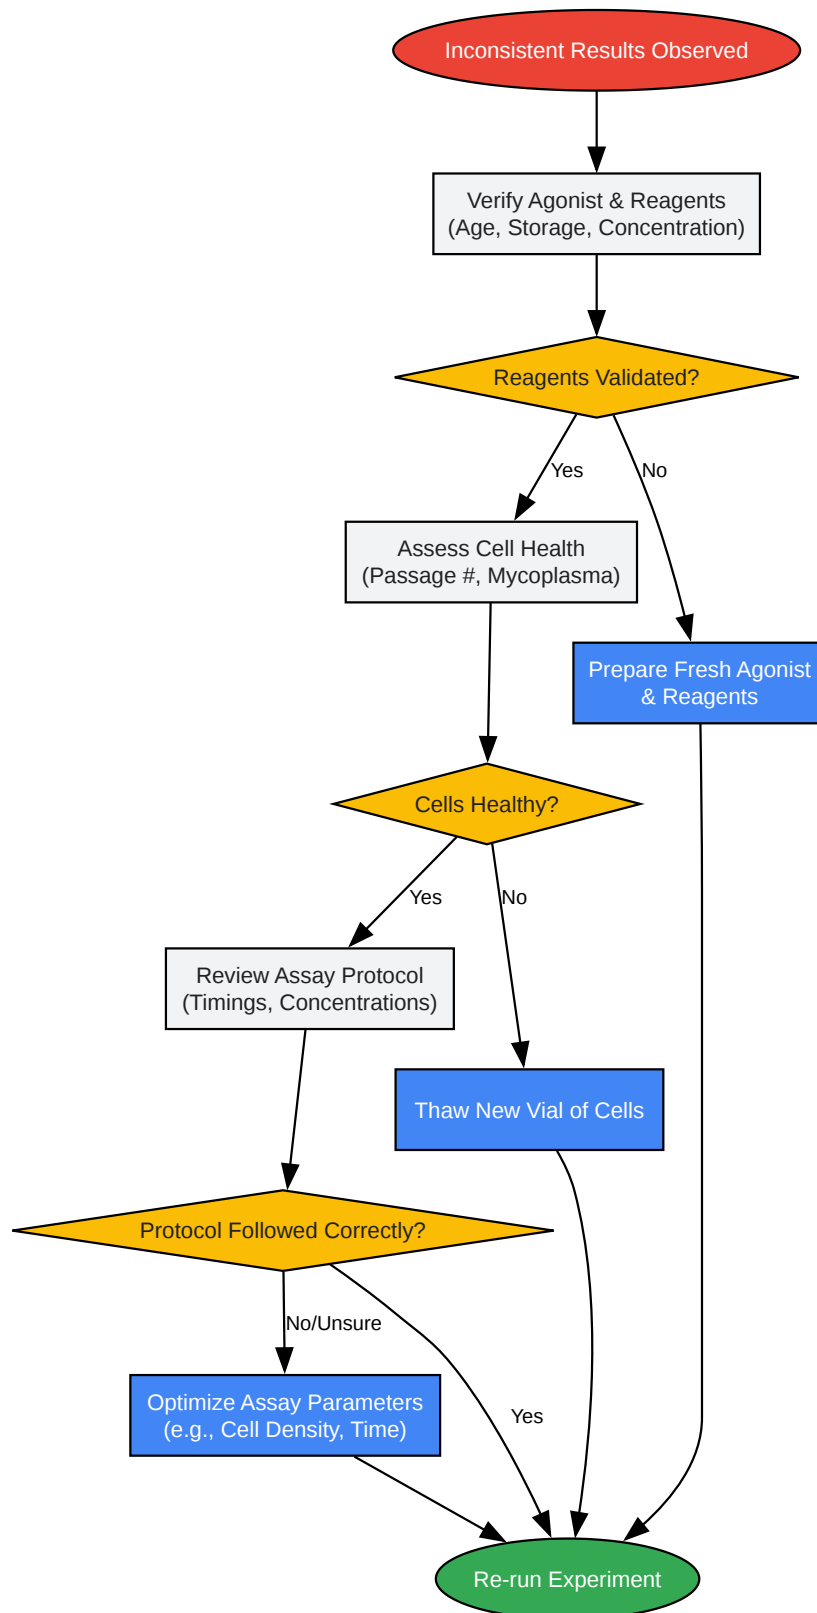 Inconsistent Results Observed
Verify Agonist & Reagents
(Age, Storage, Concentration)
Reagents Validated?
Yes
No
Assess Cell Health
(Passage #, Mycoplasma)
Prepare Fresh Agonist
& Reagents
Cells Healthy?
Yes
No
Review Assay Protocol
(Timings, Concentrations)
Thaw New Vial of Cells
Protocol Followed Correctly?
No/Unsure
Optimize Assay Parameters
(e.g., Cell Density, Time)
Yes
Re-run Experiment